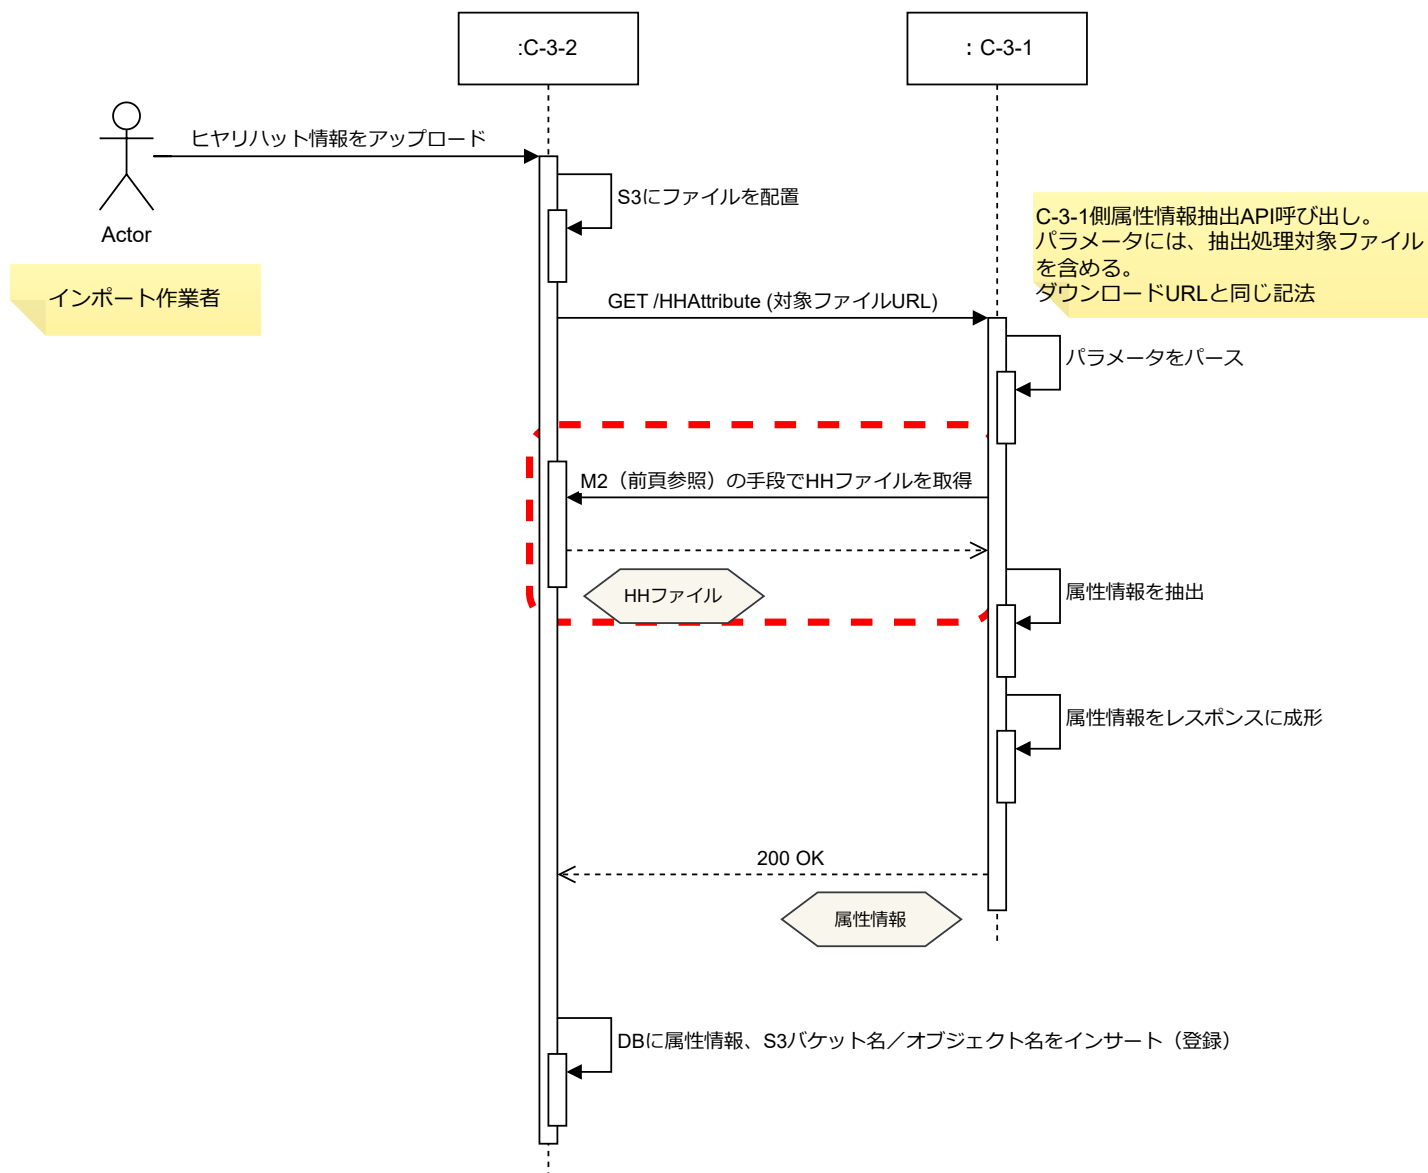 :C-3-2
：C-3-1
ヒヤリハット情報をアップロード
Actor
インポート作業者
S3にファイルを配置
C-3-1側属性情報抽出API呼び出し。
パラメータには、抽出処理対象ファイル
を含める。
ダウンロードURLと同じ記法
GET /HHAttribute (対象ファイルURL)
パラメータをパース
M2（前頁参照）の手段でHHファイルを取得
HHファイル
属性情報を抽出
属性情報をレスポンスに成形
200 OK
属性情報
DBに属性情報、S3バケット名／オブジェクト名をインサート（登録）